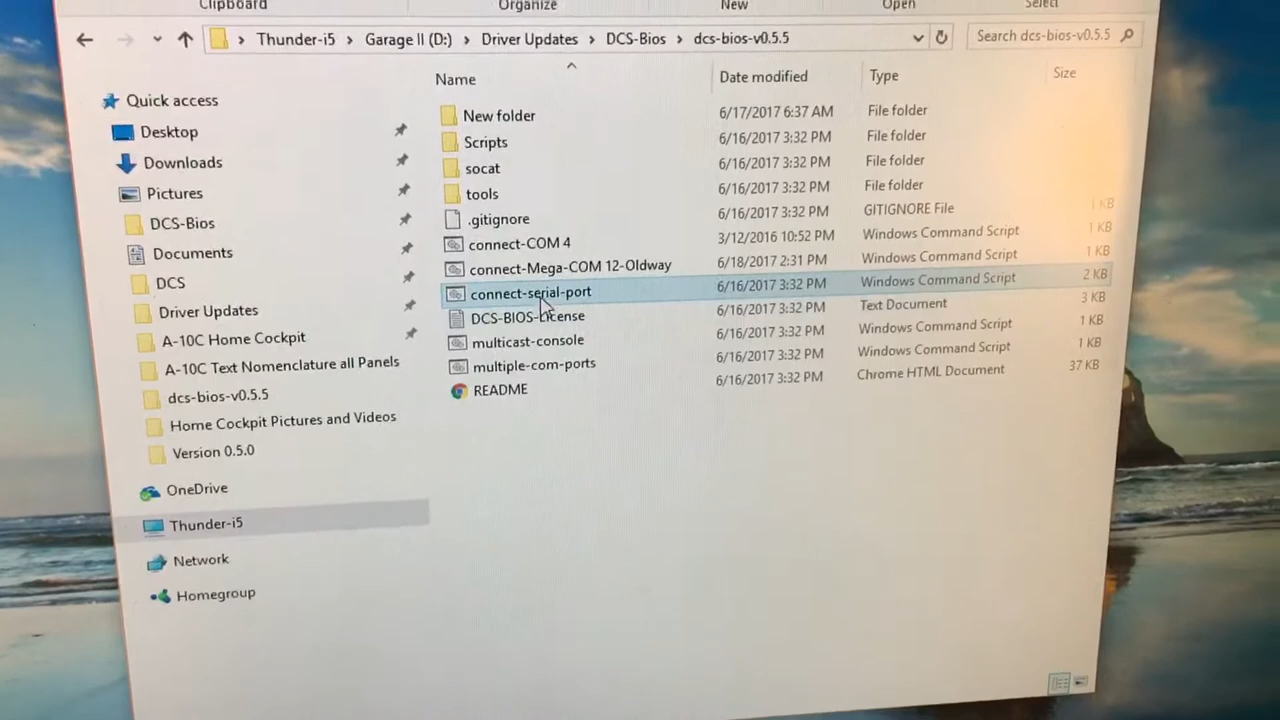 Clipboard Organize New Open Select
Thunder-i5 > Garage II (D:) > Driver Updates > DCS-Bios > dcs-bios-v0.5.5
Search dcs-bios-v0.5.5
Quick access
Desktop
Downloads
Pictures
DCS-Bios
Documents
DCS
Driver Updates
A-10C Home Cockpit
A-10C Text Nomenclature all Panels
dcs-bios-v0.5.5
Home Cockpit Pictures and Videos
Version 0.5.0
OneDrive
Thunder-i5
Network
Homegroup
Name Date modified Type Size
New folder 6/17/2017 6:37 AM File folder
Scripts 6/16/2017 3:32 PM File folder
socat 6/16/2017 3:32 PM File folder
tools 6/16/2017 3:32 PM File folder
.gitignore 6/16/2017 3:32 PM GITIGNORE File 1 KB
connect-COM 4 3/12/2016 10:52 PM Windows Command Script 1 KB
connect-Mega-COM 12-Oldway 6/18/2017 2:31 PM Windows Command Script 1 KB
connect-serial-port 6/16/2017 3:32 PM Windows Command Script 2 KB
DCS-BIOS-License 6/16/2017 3:32 PM Text Document 3 KB
multicast-console 6/16/2017 3:32 PM Windows Command Script 1 KB
multiple-com-ports 6/16/2017 3:32 PM Windows Command Script 1 KB
README 6/16/2017 3:32 PM Chrome HTML Document 37 KB